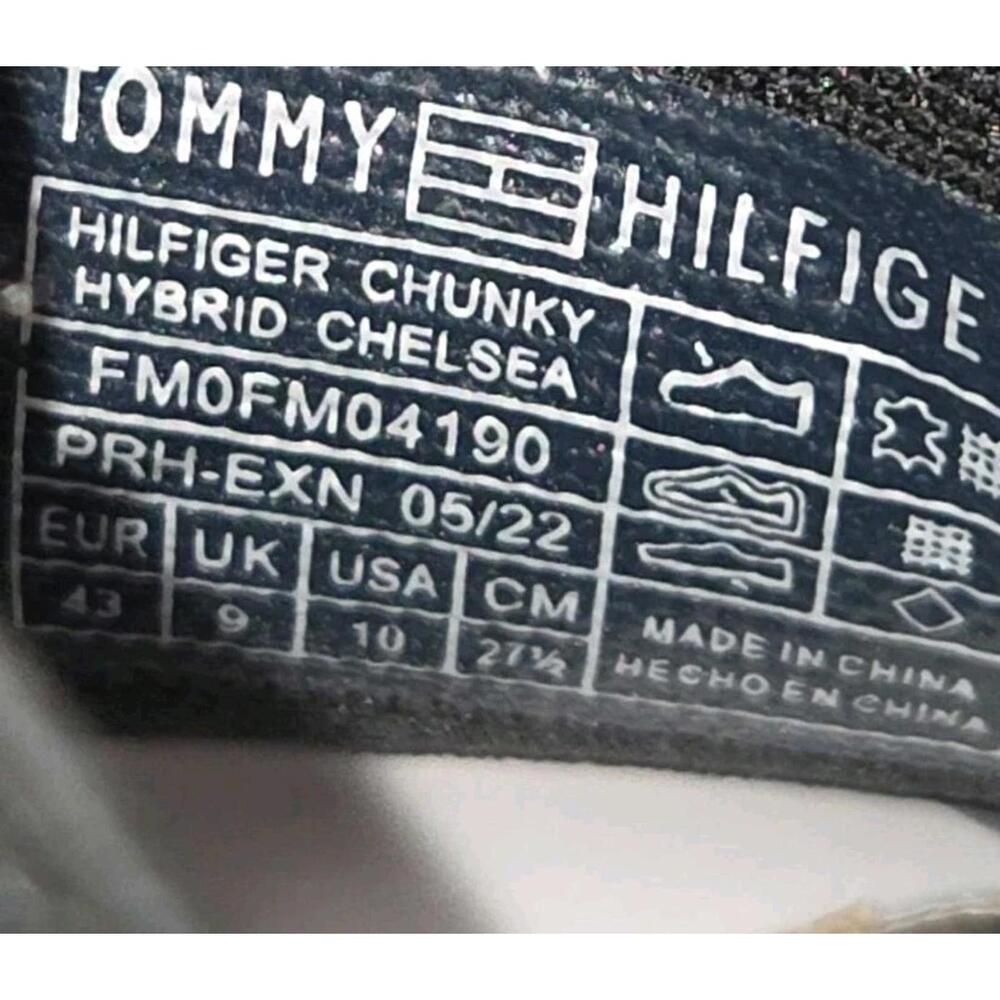 TOMMY HILFIGE
HILFIGER CHUNKY
HYBRID CHELSEA
FM0FM04190
PRH-EXN 05/22
EUR UK USA CM
43 9 10 27½
MADE IN CHINA
HECHO EN CHINA